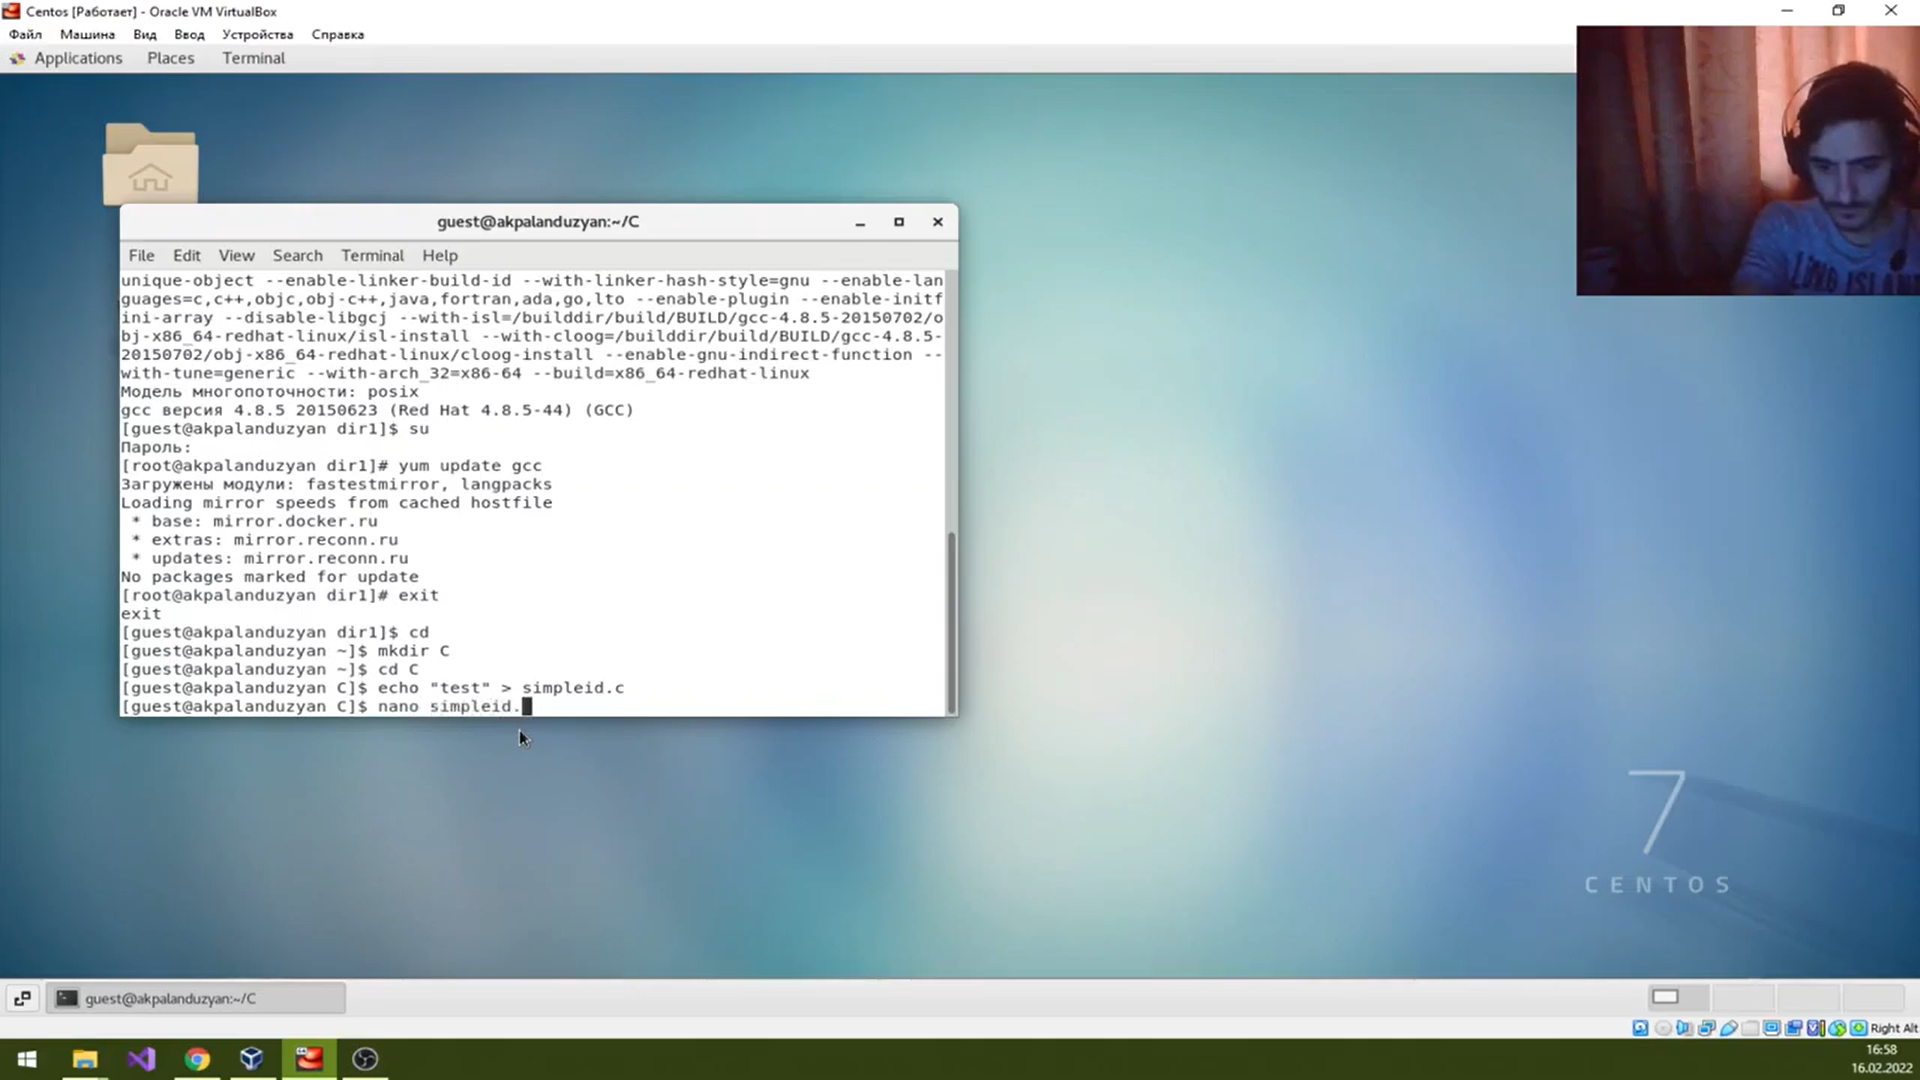 Centos [Работает] - Oracle VM VirtualBox
Файл Машина Вид Ввод Устройства Справка
Applications Places Terminal
guest@akpalanduzyan:~/C
File Edit View Search Terminal Help
unique-object --enable-linker-build-id --with-linker-hash-style=gnu --enable-lan
guages=c,c++,objc,obj-c++,java,fortran,ada,go,lto --enable-plugin --enable-initf
ini-array --disable-libgcj --with-isl=/builddir/build/BUILD/gcc-4.8.5-20150702/o
bj-x86_64-redhat-linux/isl-install --with-cloog=/builddir/build/BUILD/gcc-4.8.5-
20150702/obj-x86_64-redhat-linux/cloog-install --enable-gnu-indirect-function --
with-tune=generic --with-arch_32=x86-64 --build=x86_64-redhat-linux
Модель многопоточности: posix
gcc версия 4.8.5 20150623 (Red Hat 4.8.5-44) (GCC)
[guest@akpalanduzyan dir1]$ su
Пароль:
[root@akpalanduzyan dir1]# yum update gcc
Загружены модули: fastestmirror, langpacks
Loading mirror speeds from cached hostfile
 * base: mirror.docker.ru
 * extras: mirror.reconn.ru
 * updates: mirror.reconn.ru
No packages marked for update
[root@akpalanduzyan dir1]# exit
exit
[guest@akpalanduzyan dir1]$ cd
[guest@akpalanduzyan ~]$ mkdir C
[guest@akpalanduzyan ~]$ cd C
[guest@akpalanduzyan C]$ echo "test" > simpleid.c
[guest@akpalanduzyan C]$ nano simpleid.
LONG ISLAN
7
CENTOS
guest@akpalanduzyan:~/C
Right Alt
16:58
16.02.2022